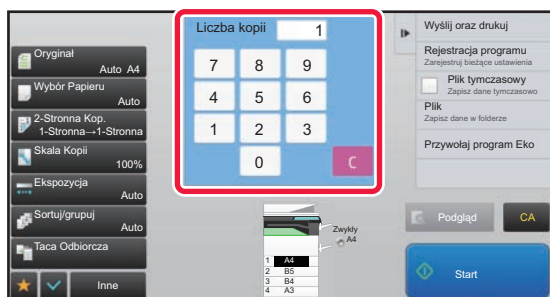 Oryginał
Auto A4
Wybór Papieru
Auto
2-Stronna Kop.
1-Stronna→1-Stronna
Skala Kopii
100%
Ekspozycja
Auto
Sortuj/grupuj
Auto
Taca Odbiorcza
Inne
Liczba kopii 1
7 8 9
4 5 6
1 2 3
0 C
Zwykły
A4
1 A4
2 B5
3 B4
4 A3
Wyślij oraz drukuj
Rejestracja programu
Zarejestruj bieżące ustawienia
Plik tymczasowy
Zapisz dane tymczasowo
Plik
Zapisz dane w folderze
Przywołaj program Eko
Podgląd
CA
Start